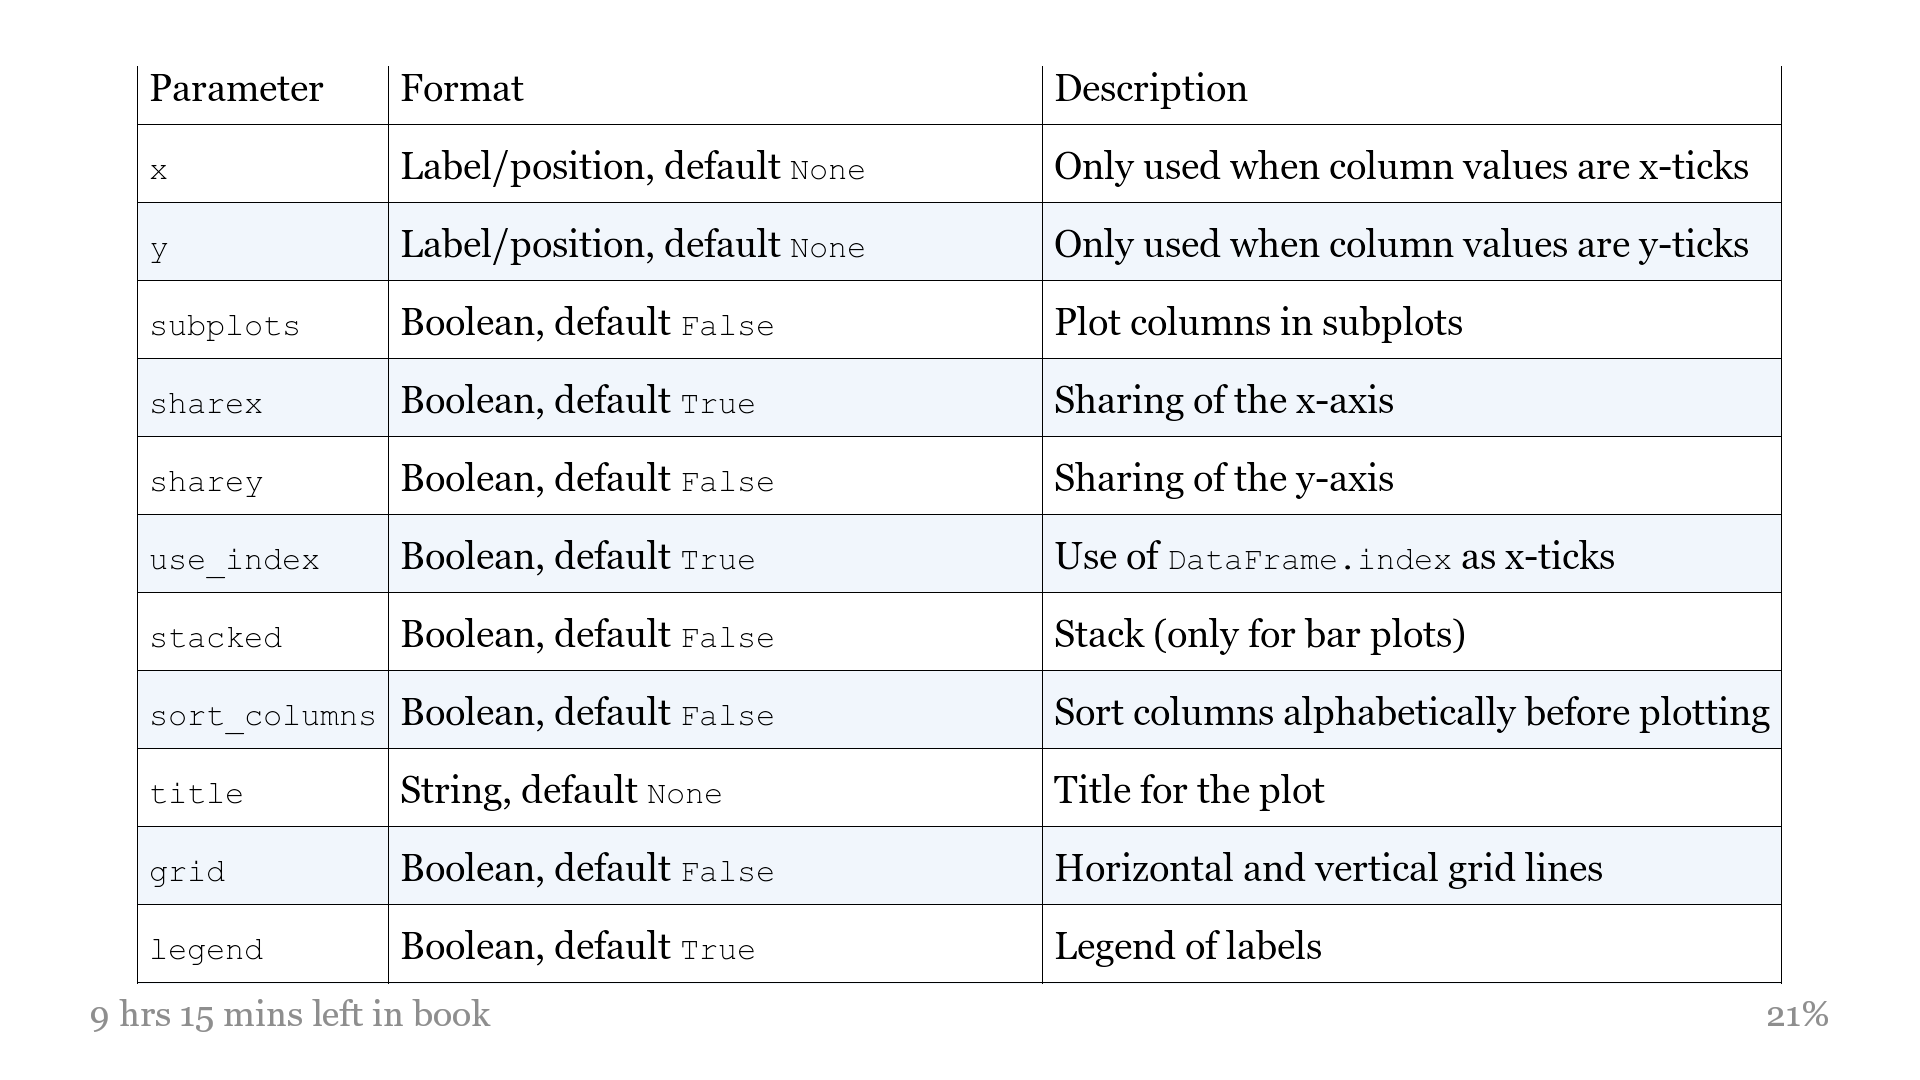 Parameter Format Description
x Label/position, default None Only used when column values are x-ticks
y Label/position, default None Only used when column values are y-ticks
subplots Boolean, default False Plot columns in subplots
sharex Boolean, default True Sharing of the x-axis
sharey Boolean, default False Sharing of the y-axis
use_index Boolean, default True Use of DataFrame.index as x-ticks
stacked Boolean, default False Stack (only for bar plots)
sort_columns Boolean, default False Sort columns alphabetically before plotting
title String, default None Title for the plot
grid Boolean, default False Horizontal and vertical grid lines
legend Boolean, default True Legend of labels
9 hrs 15 mins left in book 21%